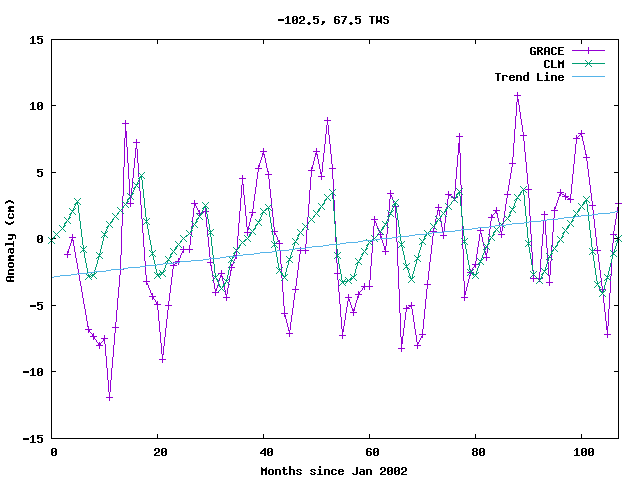 -102.5, 67.5 TWS
15
GRACE
CLM
Trend Line
10
5
0
-5
-10
-15
Anomaly (cm)
0 20 40 60 80 100
Months since Jan 2002